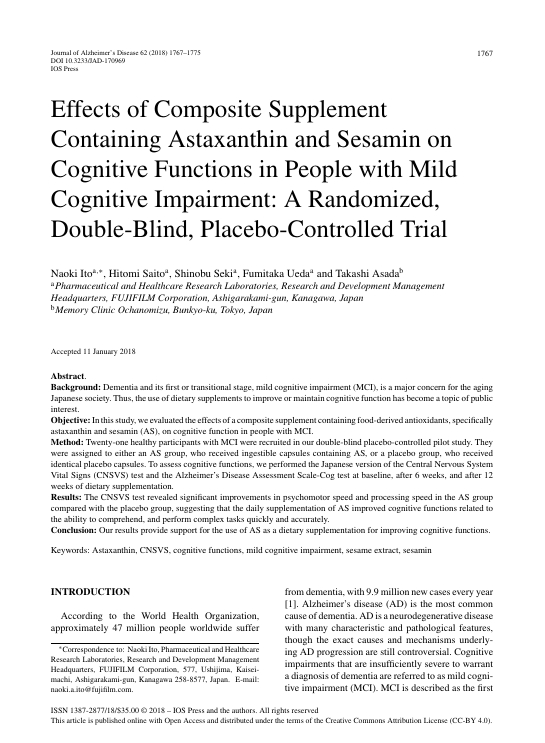 Journal of Alzheimer's Disease 62 (2018) 1767–1775
DOI 10.3233/JAD-170969
IOS Press
1767
Effects of Composite Supplement
Containing Astaxanthin and Sesamin on
Cognitive Functions in People with Mild
Cognitive Impairment: A Randomized,
Double-Blind, Placebo-Controlled Trial
Naoki Itoa,*, Hitomi Saitoa, Shinobu Sekia, Fumitaka Uedaa and Takashi Asadab
aPharmaceutical and Healthcare Research Laboratories, Research and Development Management
Headquarters, FUJIFILM Corporation, Ashigarakami-gun, Kanagawa, Japan
bMemory Clinic Ochanomizu, Bunkyo-ku, Tokyo, Japan
Accepted 11 January 2018
Abstract.
Background: Dementia and its first or transitional stage, mild cognitive impairment (MCI), is a major concern for the aging
Japanese society. Thus, the use of dietary supplements to improve or maintain cognitive function has become a topic of public
interest.
Objective: In this study, we evaluated the effects of a composite supplement containing food-derived antioxidants, specifically
astaxanthin and sesamin (AS), on cognitive function in people with MCI.
Method: Twenty-one healthy participants with MCI were recruited in our double-blind placebo-controlled pilot study. They
were assigned to either an AS group, who received ingestible capsules containing AS, or a placebo group, who received
identical placebo capsules. To assess cognitive functions, we performed the Japanese version of the Central Nervous System
Vital Signs (CNSVS) test and the Alzheimer's Disease Assessment Scale-Cog test at baseline, after 6 weeks, and after 12
weeks of dietary supplementation.
Results: The CNSVS test revealed significant improvements in psychomotor speed and processing speed in the AS group
compared with the placebo group, suggesting that the daily supplementation of AS improved cognitive functions related to
the ability to comprehend, and perform complex tasks quickly and accurately.
Conclusion: Our results provide support for the use of AS as a dietary supplementation for improving cognitive functions.
Keywords: Astaxanthin, CNSVS, cognitive functions, mild cognitive impairment, sesame extract, sesamin
INTRODUCTION
According to the World Health Organization,
approximately 47 million people worldwide suffer
*Correspondence to: Naoki Ito, Pharmaceutical and Healthcare
Research Laboratories, Research and Development Management
Headquarters, FUJIFILM Corporation, 577, Ushijima, Kaisei-
machi, Ashigarakami-gun, Kanagawa 258-8577, Japan. E-mail:
naoki.a.ito@fujifilm.com.
from dementia, with 9.9 million new cases every year
[1]. Alzheimer's disease (AD) is the most common
cause of dementia. AD is a neurodegenerative disease
with many characteristic and pathological features,
though the exact causes and mechanisms underly-
ing AD progression are still controversial. Cognitive
impairments that are insufficiently severe to warrant
a diagnosis of dementia are referred to as mild cogni-
tive impairment (MCI). MCI is described as the first
ISSN 1387-2877/18/$35.00 © 2018 – IOS Press and the authors. All rights reserved
This article is published online with Open Access and distributed under the terms of the Creative Commons Attribution License (CC-BY 4.0).